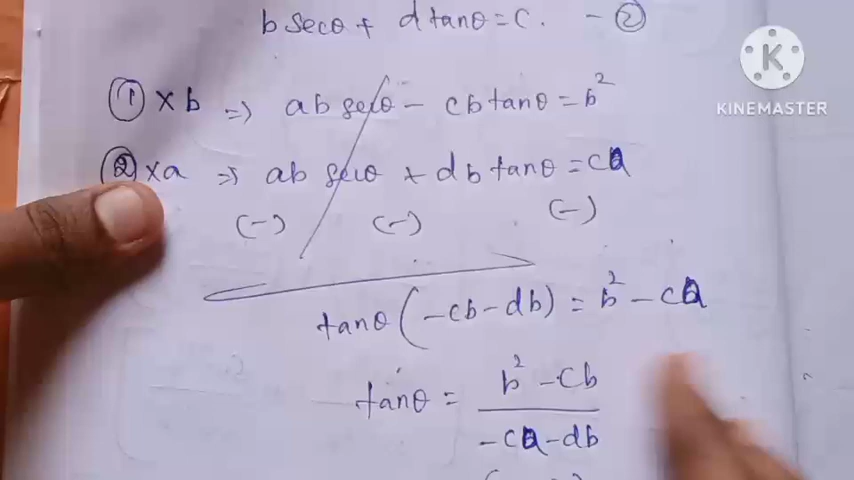 b secθ + d tanθ = c. - ②
① × b ⇒ ab secθ - cb tanθ = b²
② × a ⇒ ab secθ + db tanθ = ca
(-) (-) (-)
tanθ (-cb - db) = b² - ca
tanθ = b² - cb
-ca - db
KINEMASTER